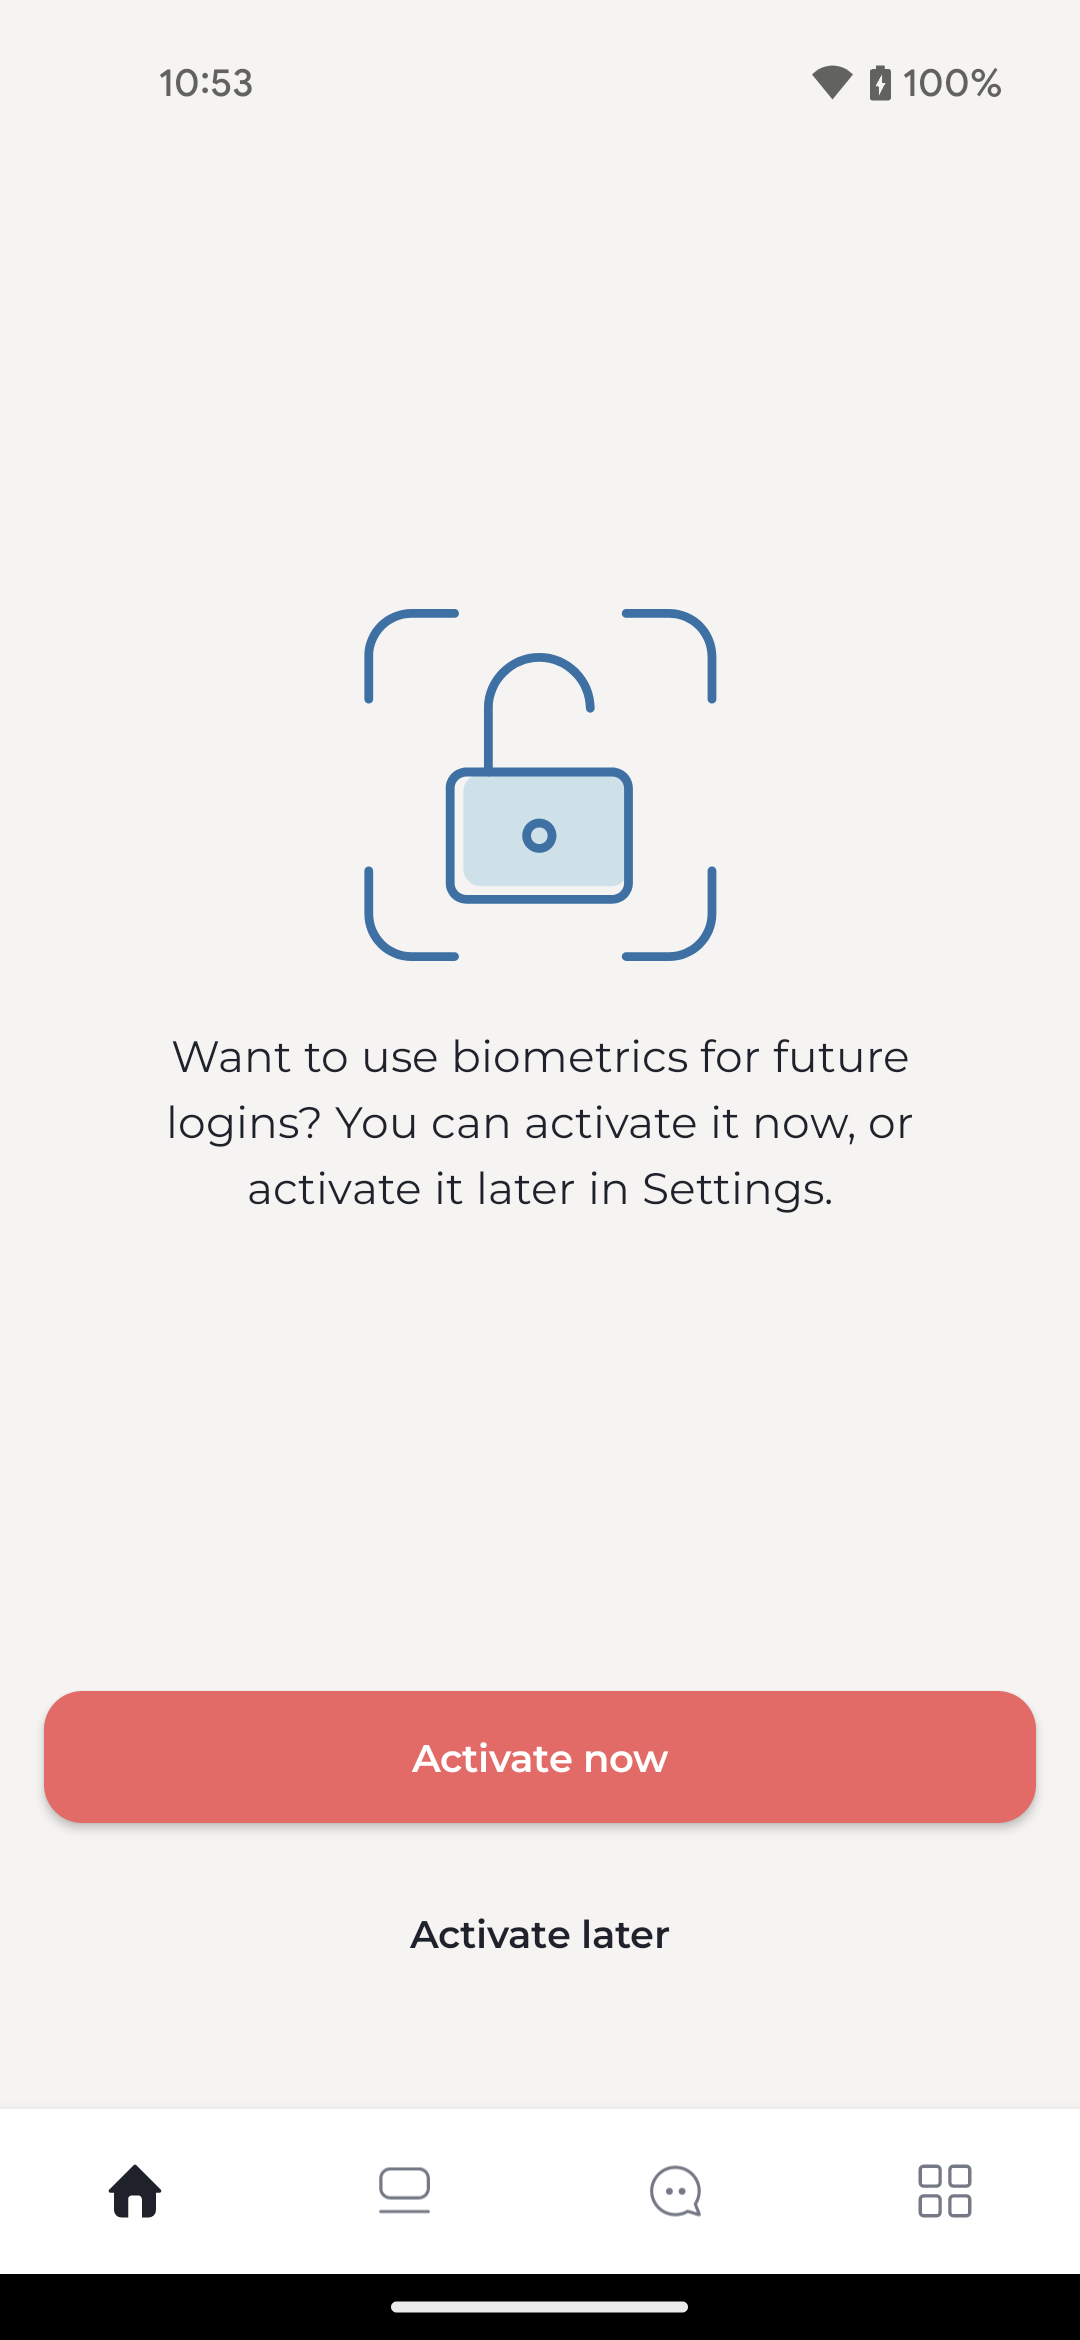 10:53
100%
Want to use biometrics for future
logins? You can activate it now, or
activate it later in Settings.
Activate now
Activate later